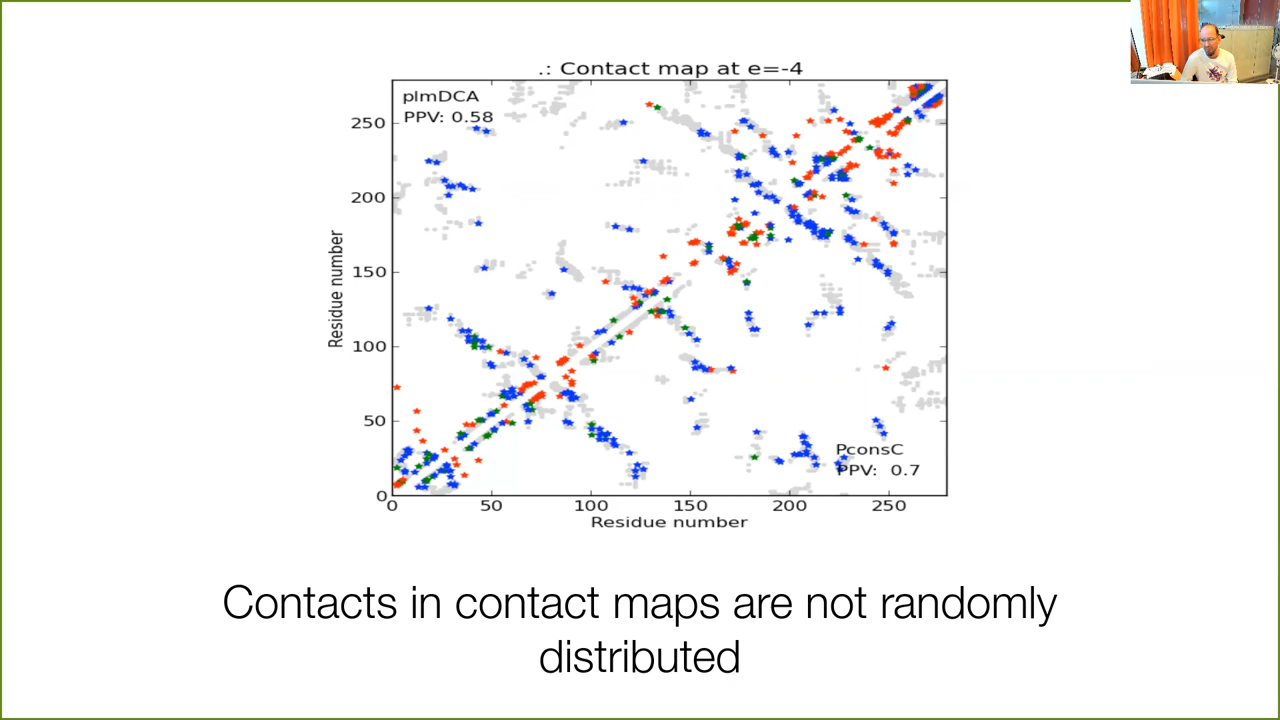 .: Contact map at e=-4
plmDCA
PPV: 0.58
250
200
150
100
50
0
Residue number
PconsC
PPV: 0.7
0 50 100 150 200 250
Residue number
Contacts in contact maps are not randomly
distributed